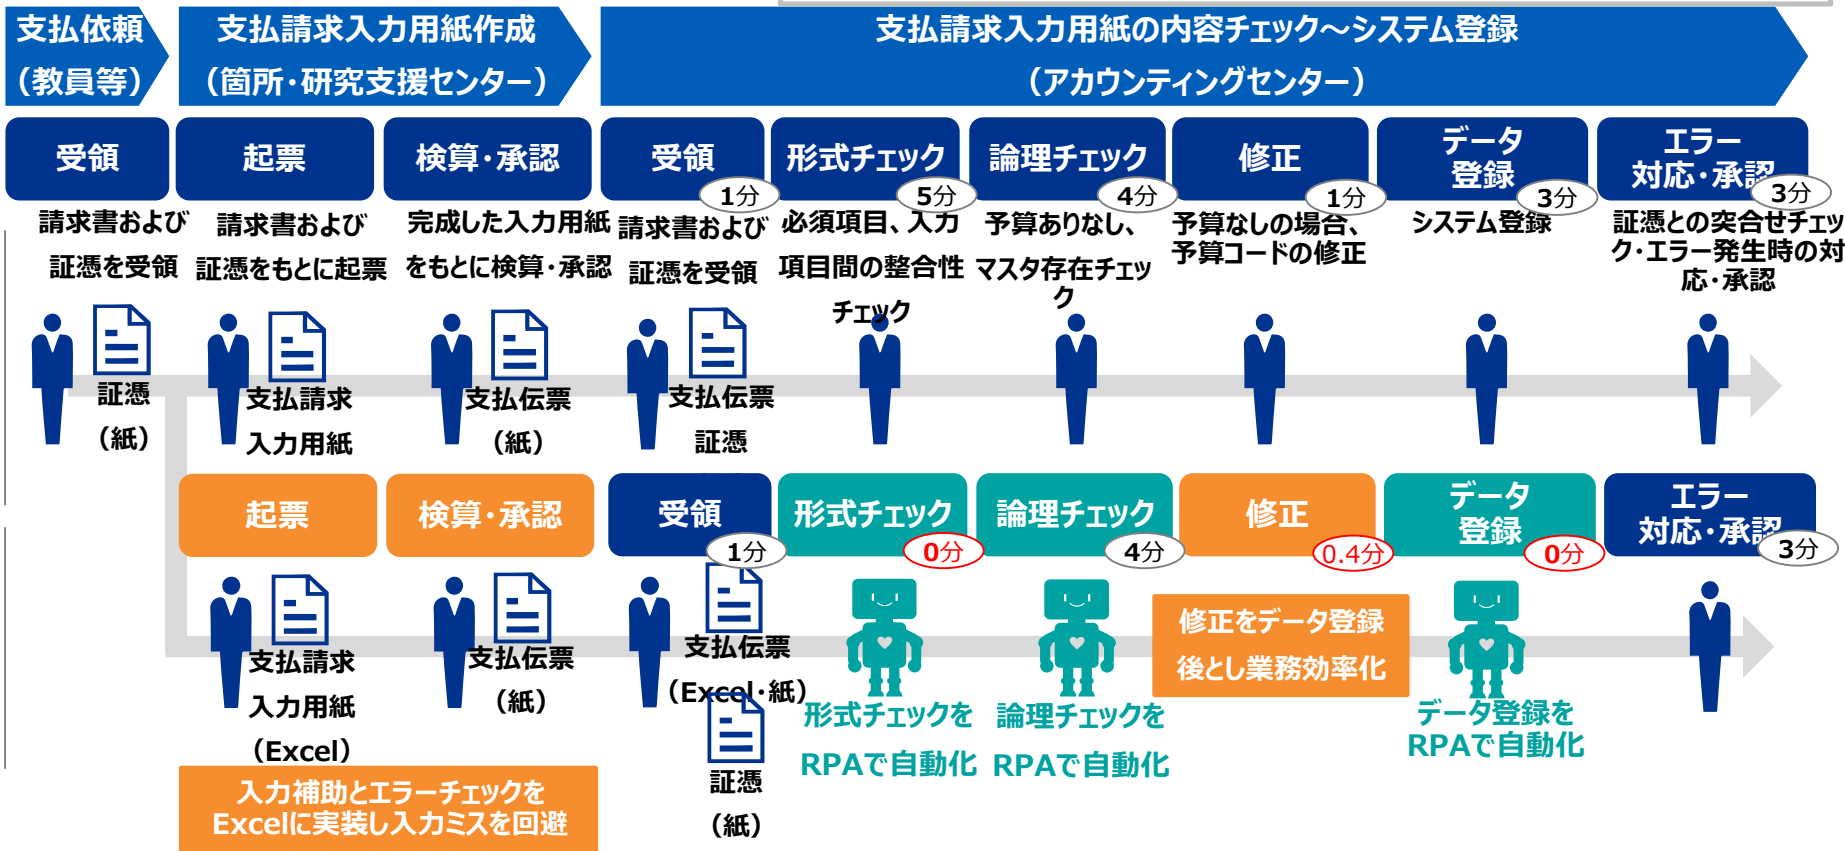 支払依頼
（教員等）
支払請求入力用紙作成
（箇所・研究支援センター）
支払請求入力用紙の内容チェック～システム登録
（アカウンティングセンター）
受領
起票
検算・承認
受領
1分
形式チェック
5分
論理チェック
4分
修正
1分
データ
登録
3分
エラー
対応・承認
3分
請求書および
証憑を受領
請求書および
証憑をもとに起票
完成した入力用紙
をもとに検算・承認
請求書および
証憑を受領
必須項目、入力
項目間の整合性
チェック
予算ありなし、
マスタ存在チェッ
ク
予算なしの場合、
予算コードの修正
システム登録
証憑との突合せチェッ
ク・エラー発生時の対
応・承認
証憑
（紙）
支払請求
入力用紙
支払伝票
（紙）
支払伝票
証憑
起票
検算・承認
受領
1分
形式チェック
0分
論理チェック
4分
修正
0.4分
データ
登録
0分
エラー
対応・承認
3分
支払請求
入力用紙
（Excel）
支払伝票
（紙）
支払伝票
（Excel・紙）
証憑
（紙）
形式チェックを
RPAで自動化
論理チェックを
RPAで自動化
修正をデータ登録
後とし業務効率化
データ登録を
RPAで自動化
入力補助とエラーチェックを
Excelに実装し入力ミスを回避